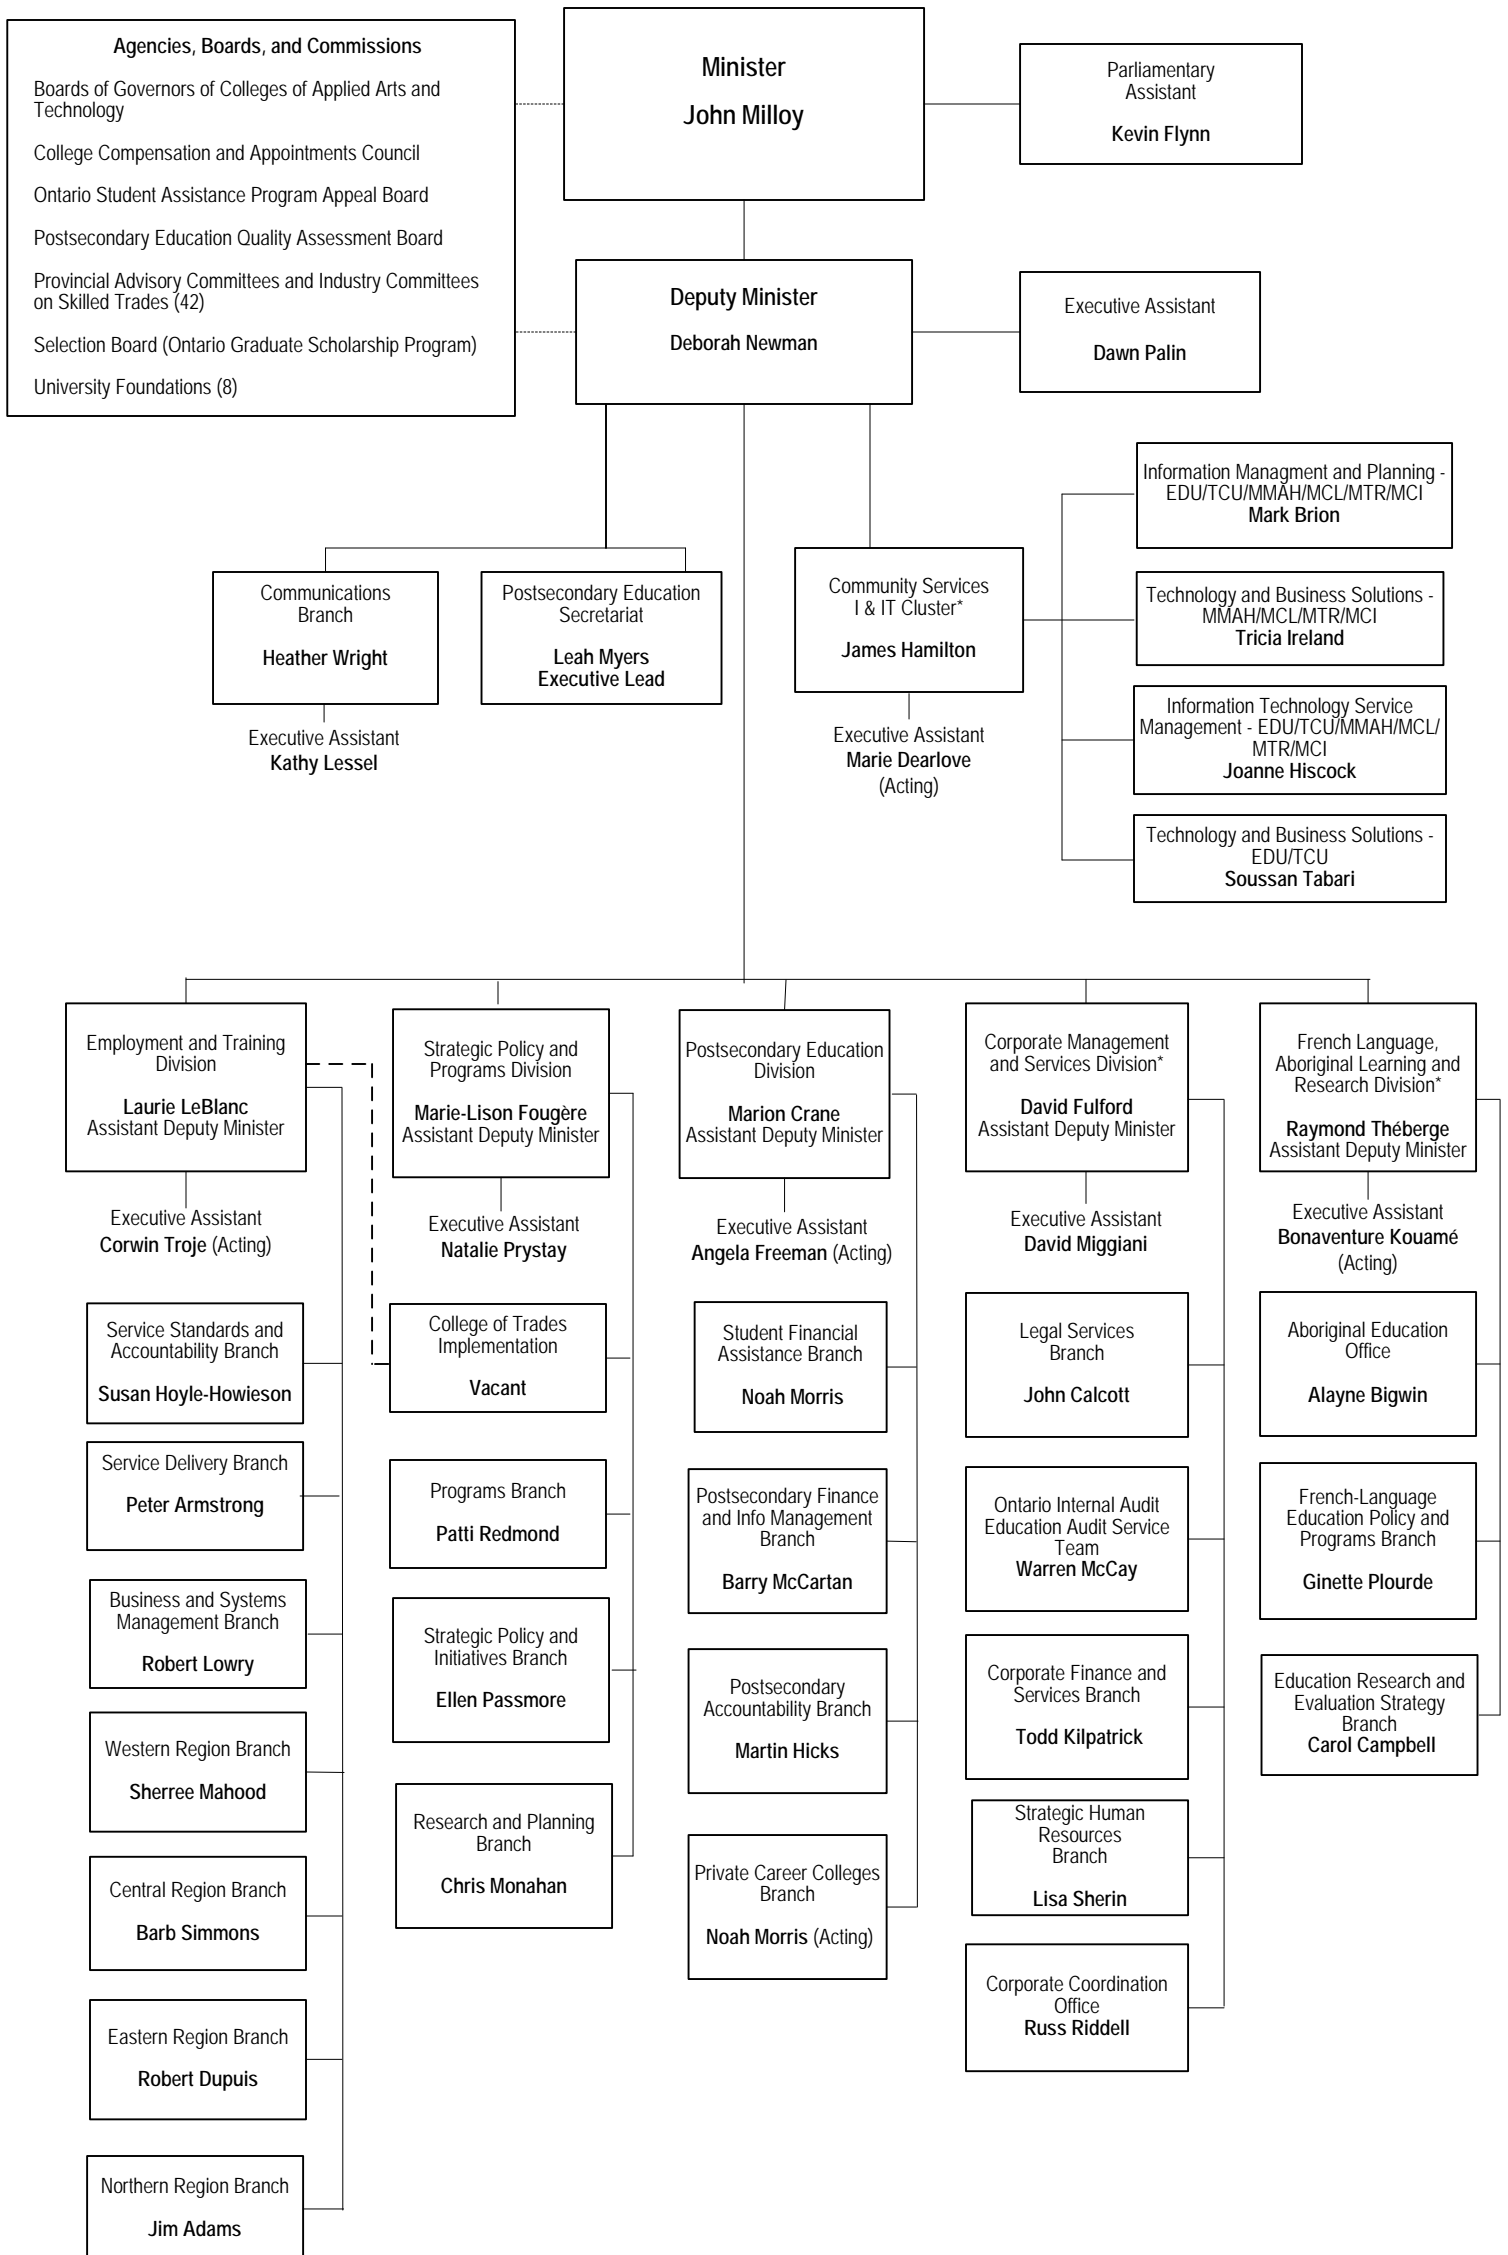 Agencies, Boards, and Commissions
Boards of Governors of Colleges of Applied Arts and
Technology
College Compensation and Appointments Council
Ontario Student Assistance Program Appeal Board
Postsecondary Education Quality Assessment Board
Provincial Advisory Committees and Industry Committees
on Skilled Trades (42)
Selection Board (Ontario Graduate Scholarship Program)
University Foundations (8)
Minister
John Milloy
Parliamentary
Assistant
Kevin Flynn
Deputy Minister
Deborah Newman
Executive Assistant
Dawn Palin
Communications
Branch
Heather Wright
Executive Assistant
Kathy Lessel
Postsecondary Education
Secretariat
Leah Myers
Executive Lead
Community Services
I & IT Cluster*
James Hamilton
Executive Assistant
Marie Dearlove
(Acting)
Information Managment and Planning -
EDU/TCU/MMAH/MCL/MTR/MCI
Mark Brion
Technology and Business Solutions -
MMAH/MCL/MTR/MCI
Tricia Ireland
Information Technology Service
Management - EDU/TCU/MMAH/MCL/
MTR/MCI
Joanne Hiscock
Technology and Business Solutions -
EDU/TCU
Soussan Tabari
Employment and Training
Division
Laurie LeBlanc
Assistant Deputy Minister
Executive Assistant
Corwin Troje (Acting)
Service Standards and
Accountability Branch
Susan Hoyle-Howieson
Service Delivery Branch
Peter Armstrong
Business and Systems
Management Branch
Robert Lowry
Western Region Branch
Sherree Mahood
Central Region Branch
Barb Simmons
Eastern Region Branch
Robert Dupuis
Northern Region Branch
Jim Adams
Strategic Policy and
Programs Division
Marie-Lison Fougère
Assistant Deputy Minister
Executive Assistant
Natalie Prystay
College of Trades
Implementation
Vacant
Programs Branch
Patti Redmond
Strategic Policy and
Initiatives Branch
Ellen Passmore
Research and Planning
Branch
Chris Monahan
Postsecondary Education
Division
Marion Crane
Assistant Deputy Minister
Executive Assistant
Angela Freeman (Acting)
Student Financial
Assistance Branch
Noah Morris
Postsecondary Finance
and Info Management
Branch
Barry McCartan
Postsecondary
Accountability Branch
Martin Hicks
Private Career Colleges
Branch
Noah Morris (Acting)
Corporate Management
and Services Division*
David Fulford
Assistant Deputy Minister
Executive Assistant
David Miggiani
Legal Services
Branch
John Calcott
Ontario Internal Audit
Education Audit Service
Team
Warren McCay
Corporate Finance and
Services Branch
Todd Kilpatrick
Strategic Human
Resources
Branch
Lisa Sherin
Corporate Coordination
Office
Russ Riddell
French Language,
Aboriginal Learning and
Research Division*
Raymond Théberge
Assistant Deputy Minister
Executive Assistant
Bonaventure Kouamé
(Acting)
Aboriginal Education
Office
Alayne Bigwin
French-Language
Education Policy and
Programs Branch
Ginette Plourde
Education Research and
Evaluation Strategy
Branch
Carol Campbell